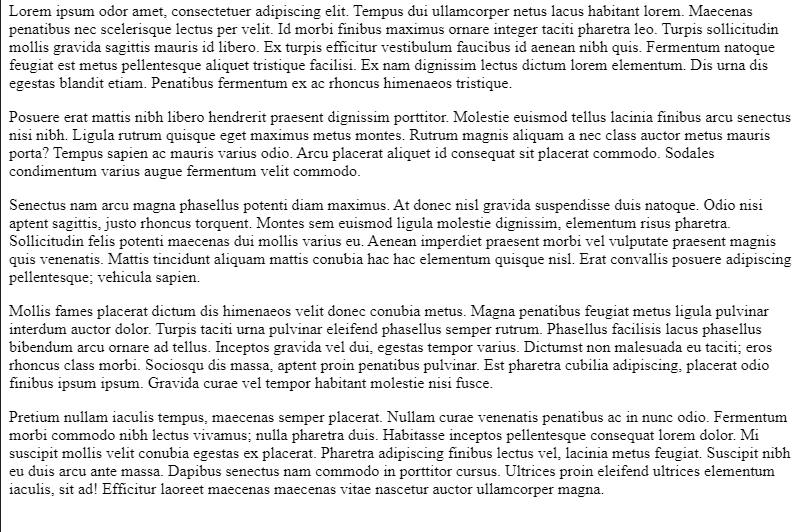 Lorem ipsum odor amet, consectetuer adipiscing elit. Tempus dui ullamcorper netus lacus habitant lorem. Maecenas
penatibus nec scelerisque lectus per velit. Id morbi finibus maximus ornare integer taciti pharetra leo. Turpis sollicitudin
mollis gravida sagittis mauris id libero. Ex turpis efficitur vestibulum faucibus id aenean nibh quis. Fermentum natoque
feugiat est metus pellentesque aliquet tristique facilisi. Ex nam dignissim lectus dictum lorem elementum. Dis urna dis
egestas blandit etiam. Penatibus fermentum ex ac rhoncus himenaeos tristique.
Posuere erat mattis nibh libero hendrerit praesent dignissim porttitor. Molestie euismod tellus lacinia finibus arcu senectus
nisi nibh. Ligula rutrum quisque eget maximus metus montes. Rutrum magnis aliquam a nec class auctor metus mauris
porta? Tempus sapien ac mauris varius odio. Arcu placerat aliquet id consequat sit placerat commodo. Sodales
condimentum varius augue fermentum velit commodo.
Senectus nam arcu magna phasellus potenti diam maximus. At donec nisl gravida suspendisse duis natoque. Odio nisi
aptent sagittis, justo rhoncus torquent. Montes sem euismod ligula molestie dignissim, elementum risus pharetra.
Sollicitudin felis potenti maecenas dui mollis varius eu. Aenean imperdiet praesent morbi vel vulputate praesent magnis
quis venenatis. Mattis tincidunt aliquam mattis conubia hac hac elementum quisque nisl. Erat convallis posuere adipiscing
pellentesque; vehicula sapien.
Mollis fames placerat dictum dis himenaeos velit donec conubia metus. Magna penatibus feugiat metus ligula pulvinar
interdum auctor dolor. Turpis taciti urna pulvinar eleifend phasellus semper rutrum. Phasellus facilisis lacus phasellus
bibendum arcu ornare ad tellus. Inceptos gravida vel dui, egestas tempor varius. Dictumst non malesuada eu taciti; eros
rhoncus class morbi. Sociosqu dis massa, aptent proin penatibus pulvinar. Est pharetra cubilia adipiscing, placerat odio
finibus ipsum ipsum. Gravida curae vel tempor habitant molestie nisi fusce.
Pretium nullam iaculis tempus, maecenas semper placerat. Nullam curae venenatis penatibus ac in nunc odio. Fermentum
morbi commodo nibh lectus vivamus; nulla pharetra duis. Habitasse inceptos pellentesque consequat lorem dolor. Mi
suscipit mollis velit conubia egestas ex placerat. Pharetra adipiscing finibus lectus vel, lacinia metus feugiat. Suscipit nibh
eu duis arcu ante massa. Dapibus senectus nam commodo in porttitor cursus. Ultrices proin eleifend ultrices elementum
iaculis, sit ad! Efficitur laoreet maecenas maecenas vitae nascetur auctor ullamcorper magna.